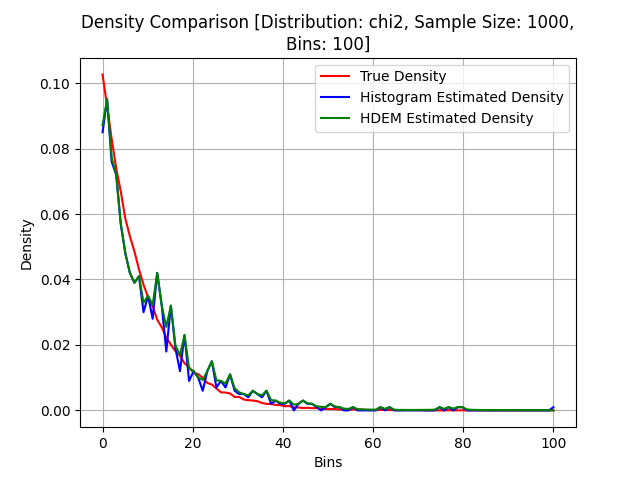 Density Comparison [Distribution: chi2, Sample Size: 1000,
Bins: 100]
True Density
Histogram Estimated Density
HDEM Estimated Density
Density
0.10
0.08
0.06
0.04
0.02
0.00
0
20
40
60
80
100
Bins